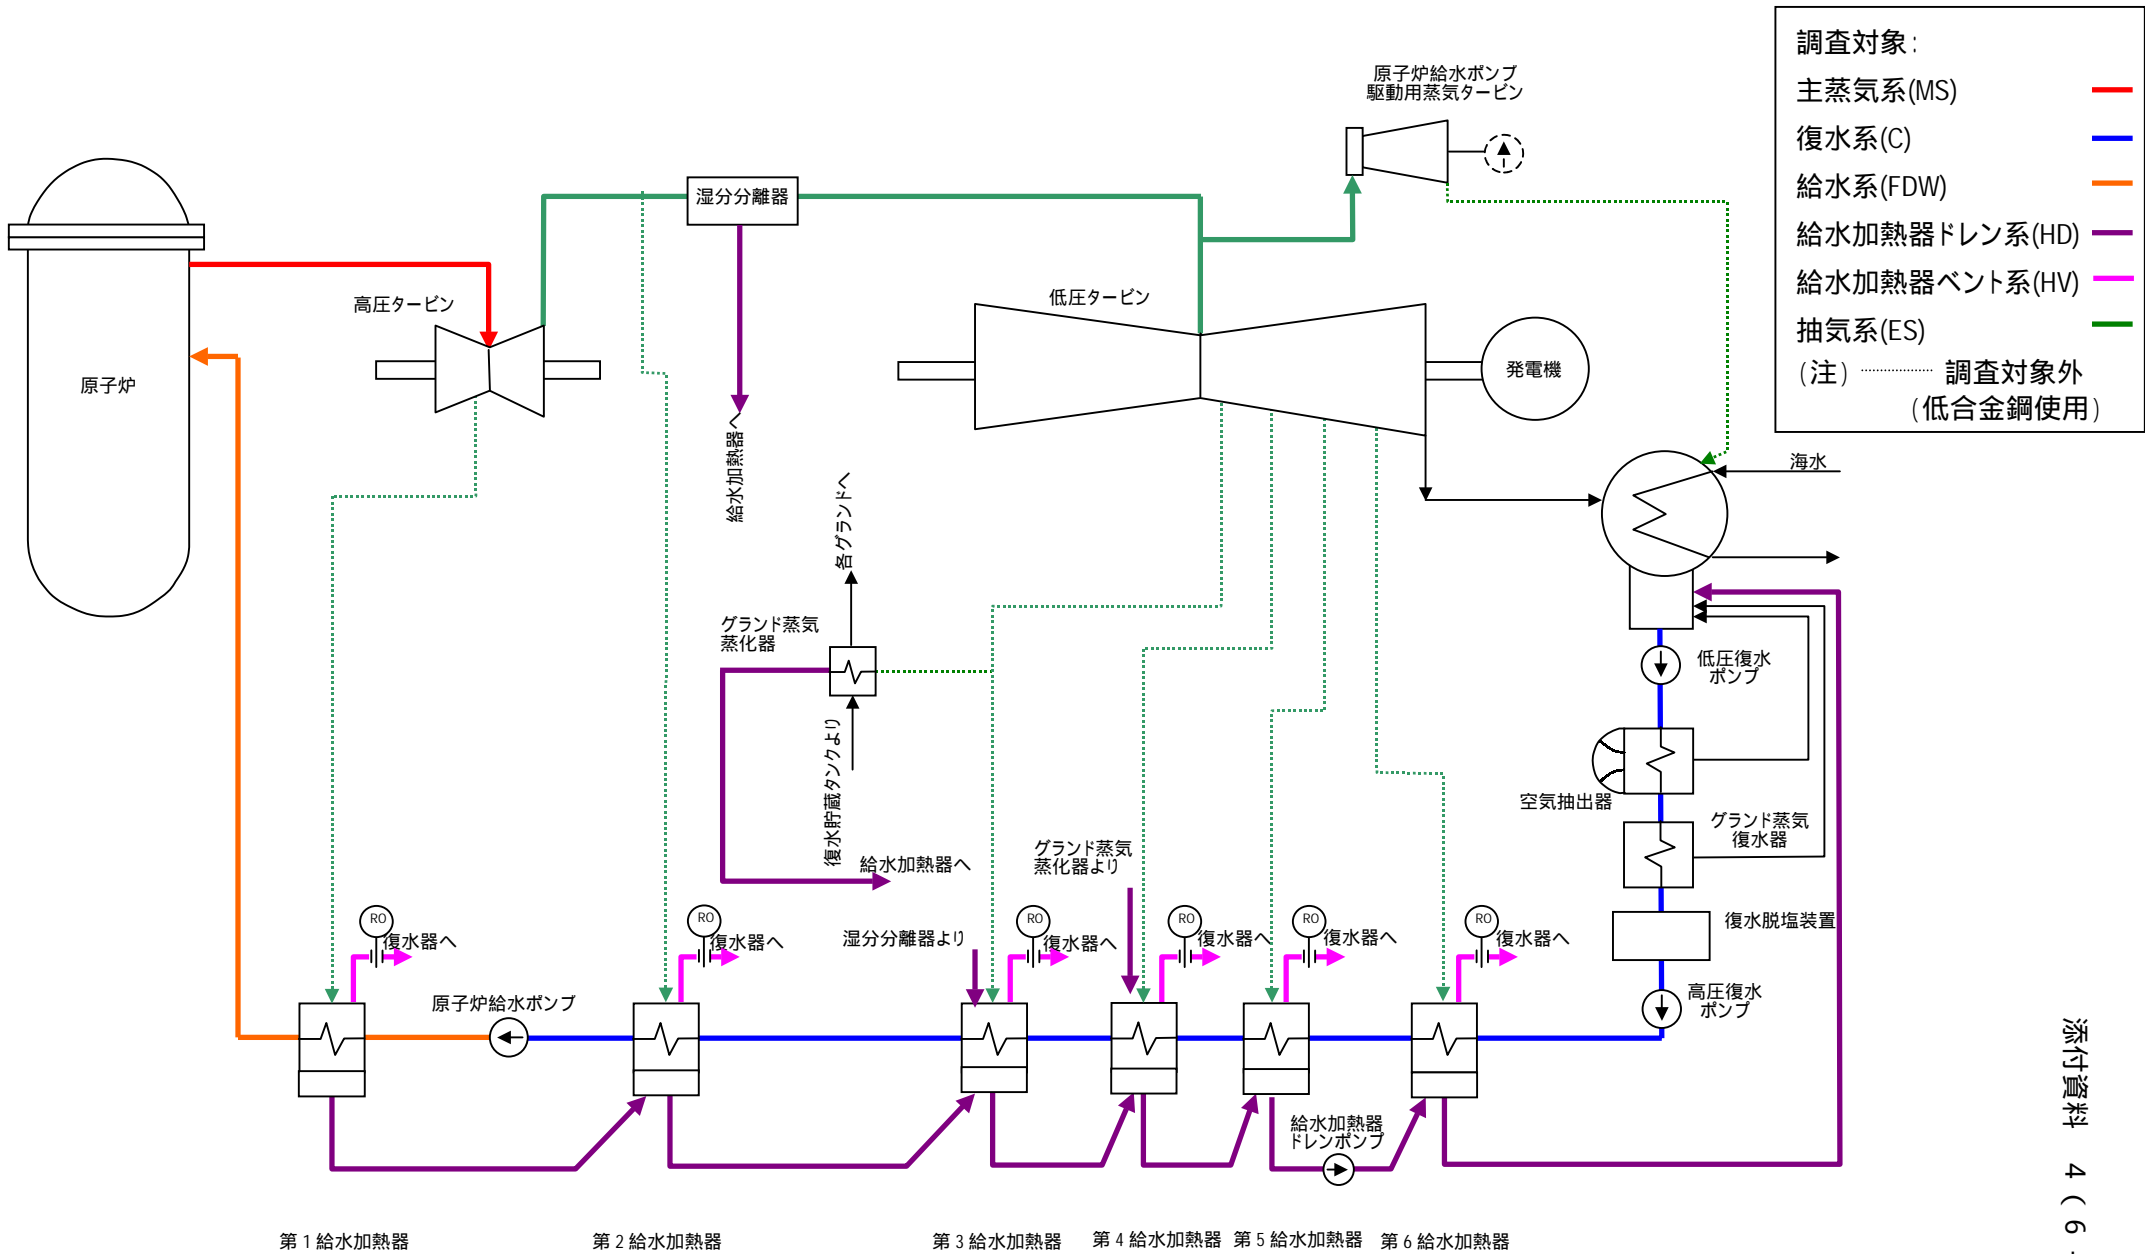 調査対象:
主蒸気系(MS)
復水系(C)
給水系(FDW)
給水加熱器ドレン系(HD)
給水加熱器ベント系(HV)
抽気系(ES)
(注) ………… 調査対象外
(低合金鋼使用)
原子炉給水ポンプ
駆動用蒸気タービン
湿分分離器
高圧タービン
低圧タービン
原子炉
発電機
給水加熱器へ
海水
各グランドへ
グランド蒸気
蒸化器
復水貯蔵タンクより
給水加熱器へ
低圧復水
ポンプ
空気抽出器
グランド蒸気
復水器
グランド蒸気
蒸化器より
湿分分離器より
復水脱塩装置
高圧復水
ポンプ
RO
復水器へ
RO
復水器へ
RO
復水器へ
RO
復水器へ
RO
復水器へ
RO
復水器へ
原子炉給水ポンプ
給水加熱器
ドレンポンプ
第1給水加熱器
第2給水加熱器
第3給水加熱器
第4給水加熱器
第5給水加熱器
第6給水加熱器
添付資料 4(6